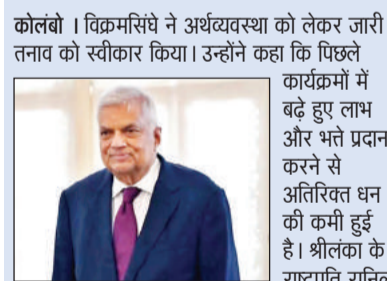 कोलंबो । विक्रमसिंघे ने अर्थव्यवस्था को लेकर जारी
तनाव को स्वीकार किया। उन्होंने कहा कि पिछले
कार्यक्रमों में
बढ़े हुए लाभ
और भत्ते प्रदान
करने से
अतिरिक्त धन
की कमी हुई
है। श्रीलंका के
राष्ट्रपति रानिल